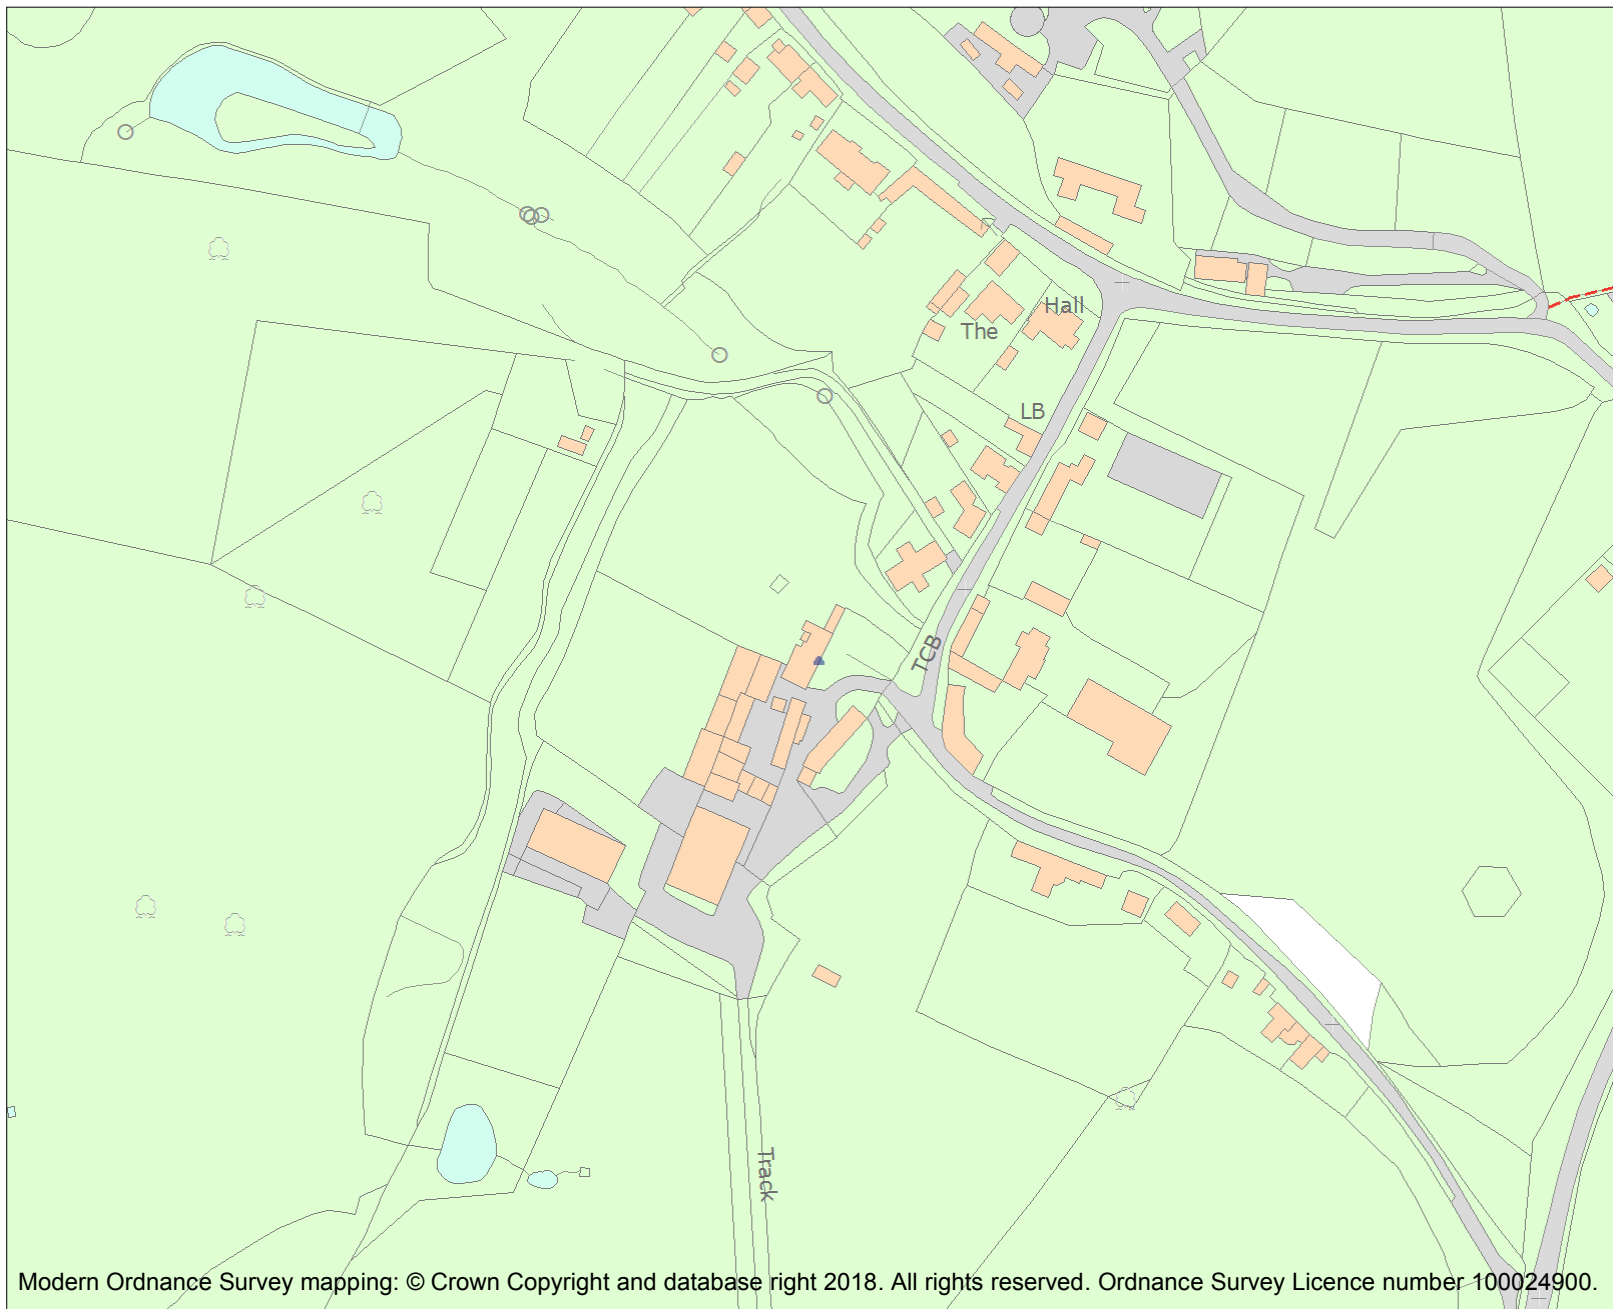 Hall
The
LB
TCB
Track
Modern Ordnance Survey mapping: © Crown Copyright and database right 2018. All rights reserved. Ordnance Survey Licence number 100024900.